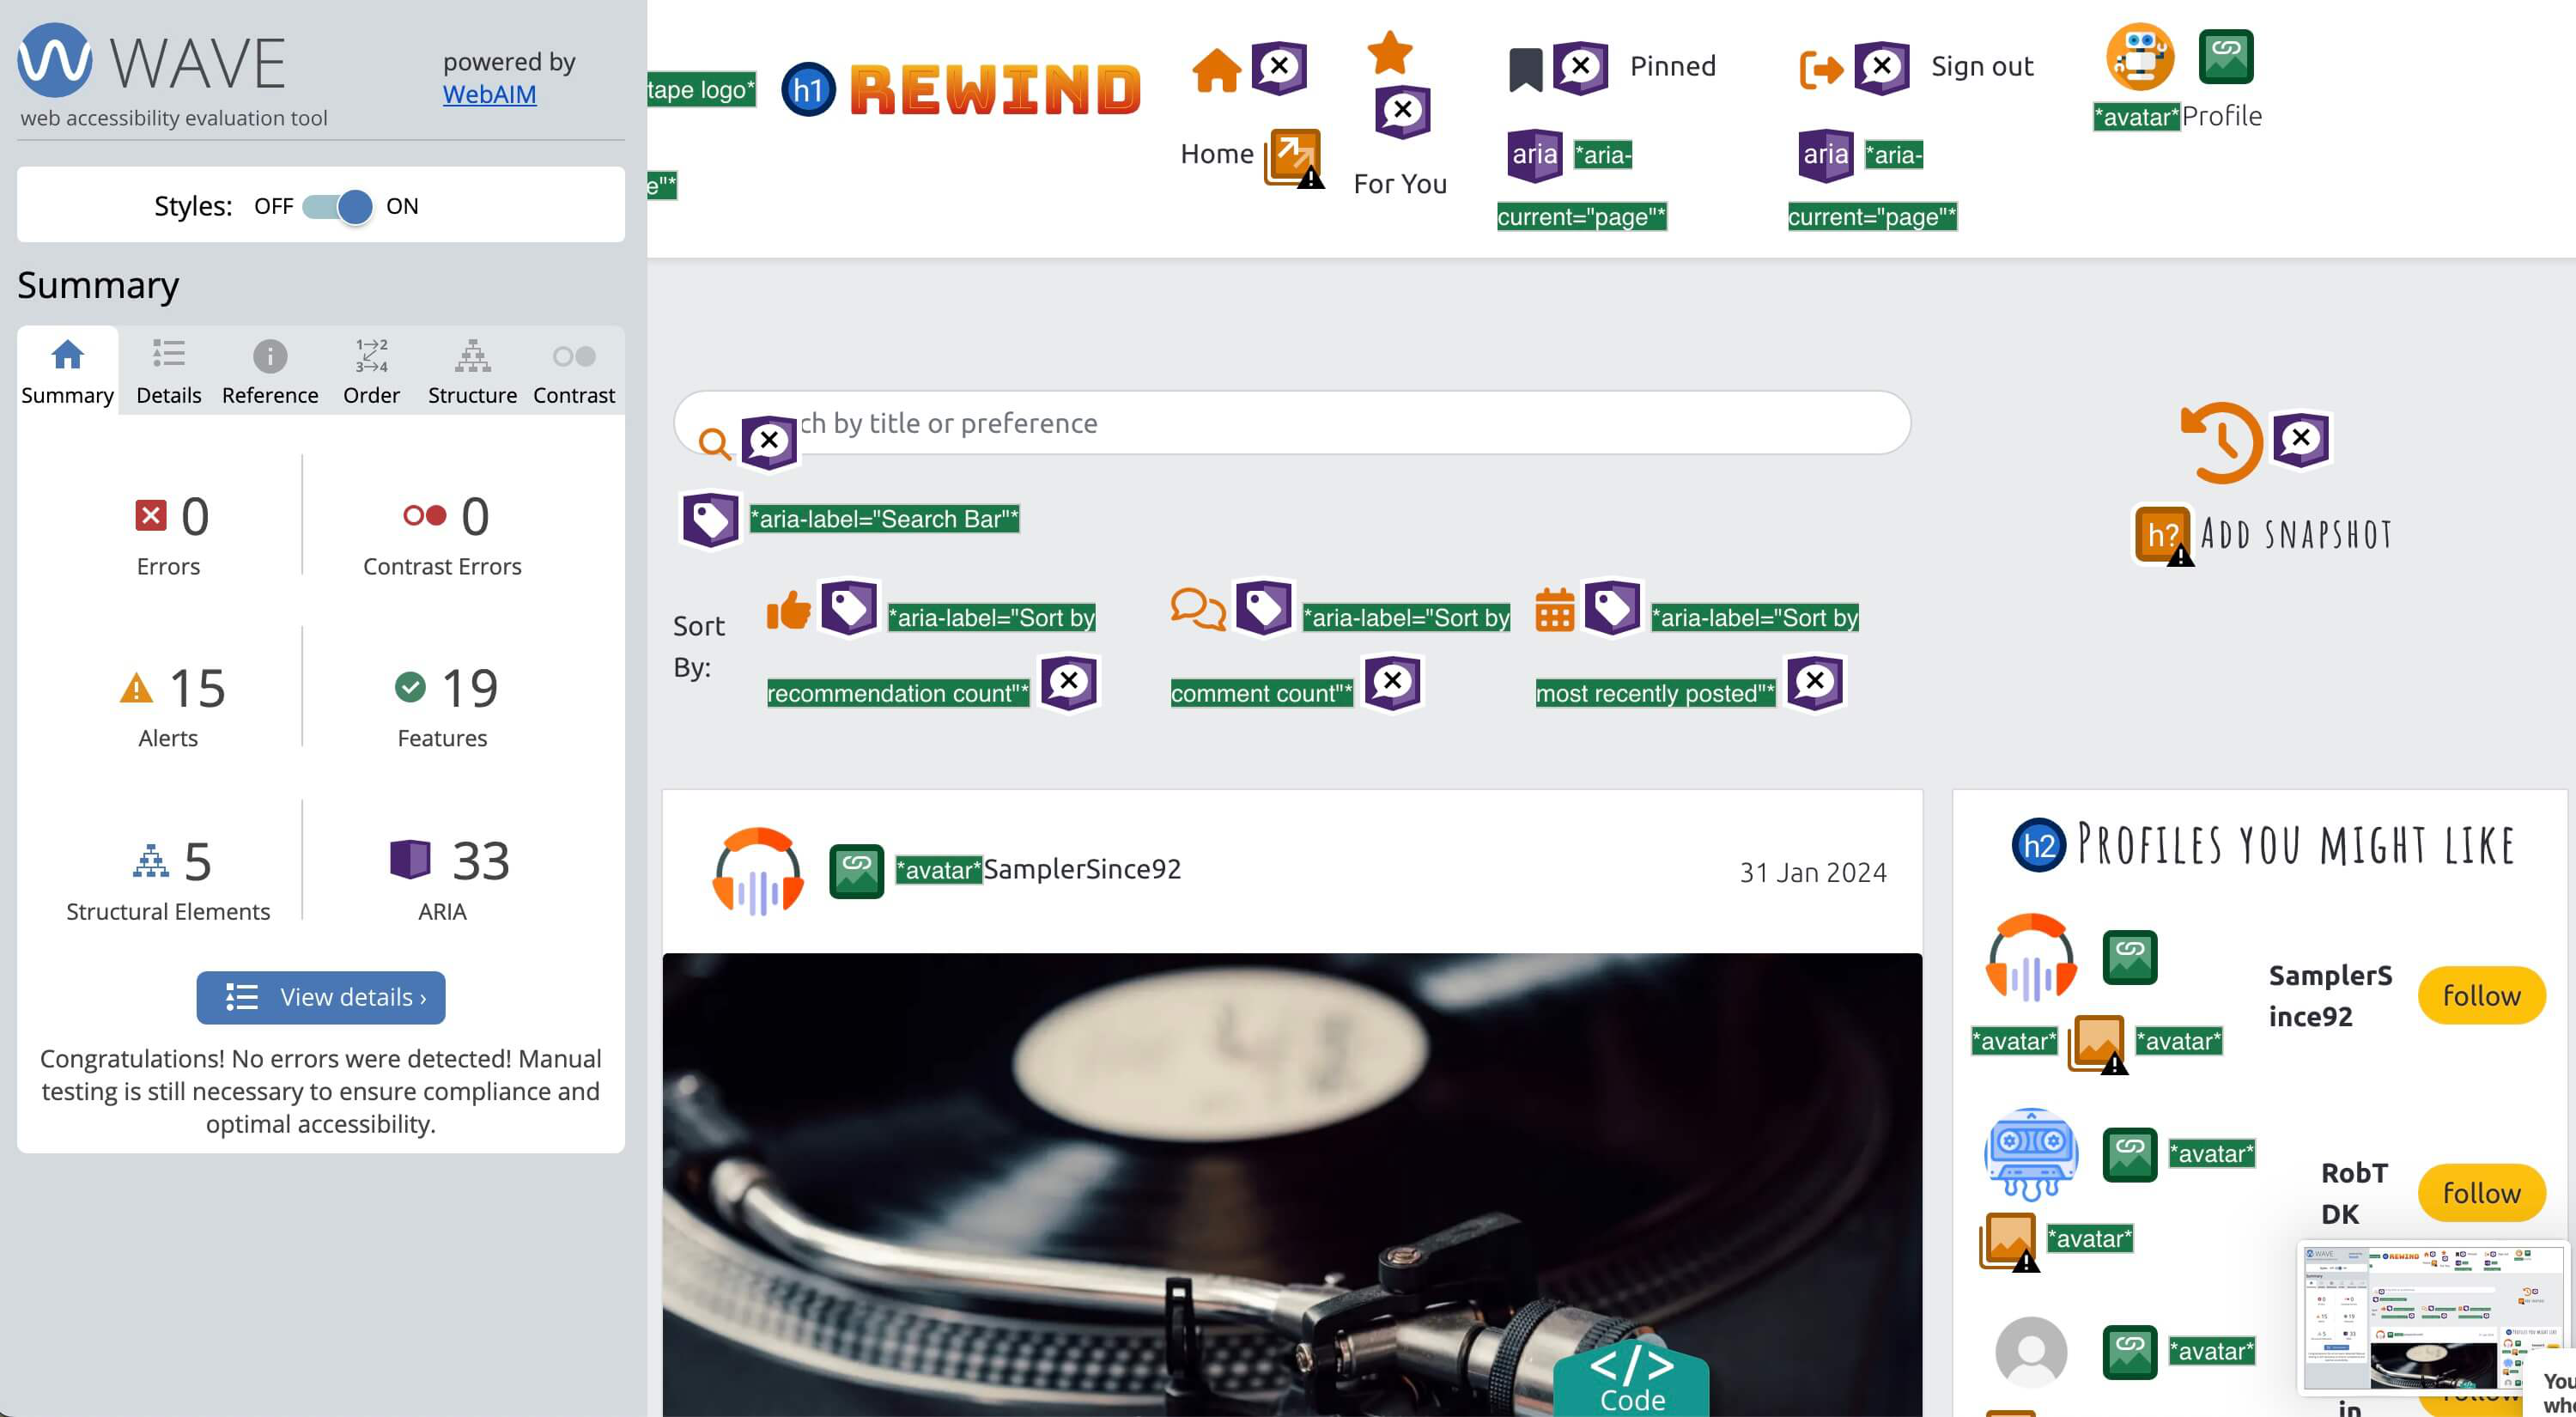 WAVE
powered by
WebAIM
web accessibility evaluation tool
Styles: OFF ON
Summary
Summary Details Reference Order Structure Contrast
0
Errors
0
Contrast Errors
15
Alerts
19
Features
5
Structural Elements
33
ARIA
View details ›
Congratulations! No errors were detected! Manual
testing is still necessary to ensure compliance and
optimal accessibility.
tape logo*
e"*
h1 REWIND
Home
For You
Pinned
aria *aria-
current="page"*
Sign out
aria *aria-
current="page"*
*avatar*Profile
ch by title or preference
*aria-label="Search Bar"*
h? Add snapshot
Sort
By:
*aria-label="Sort by
recommendation count"*
*aria-label="Sort by
comment count"*
*aria-label="Sort by
most recently posted"*
*avatar*SamplerSince92
31 Jan 2024
</>
Code
h2 Profiles you might like
*avatar* *avatar*
SamplerS
ince92
follow
*avatar*
*avatar*
RobT
DK
follow
*avatar*
in
You
who